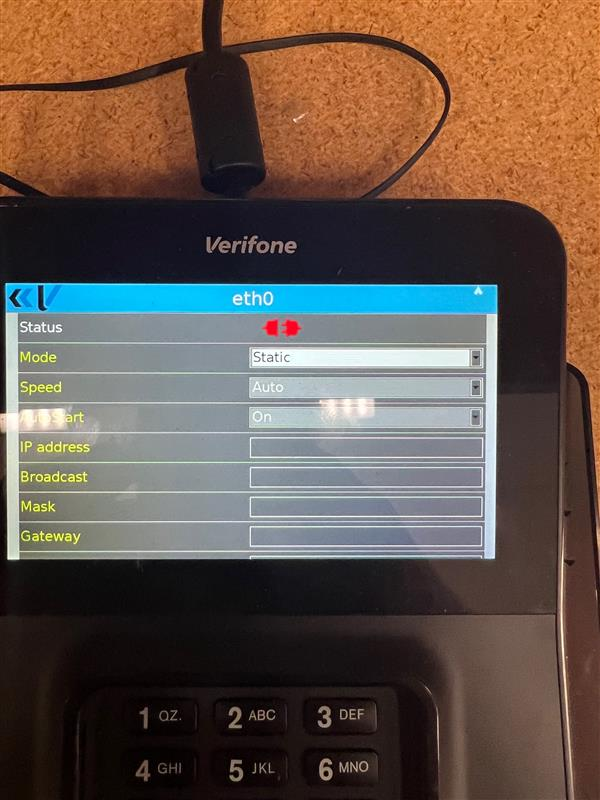 Verifone
eth0
Status
Mode Static
Speed Auto
AutoStart On
IP address
Broadcast
Mask
Gateway
1 QZ. 2 ABC 3 DEF
4 GHI 5 JKL 6 MNO